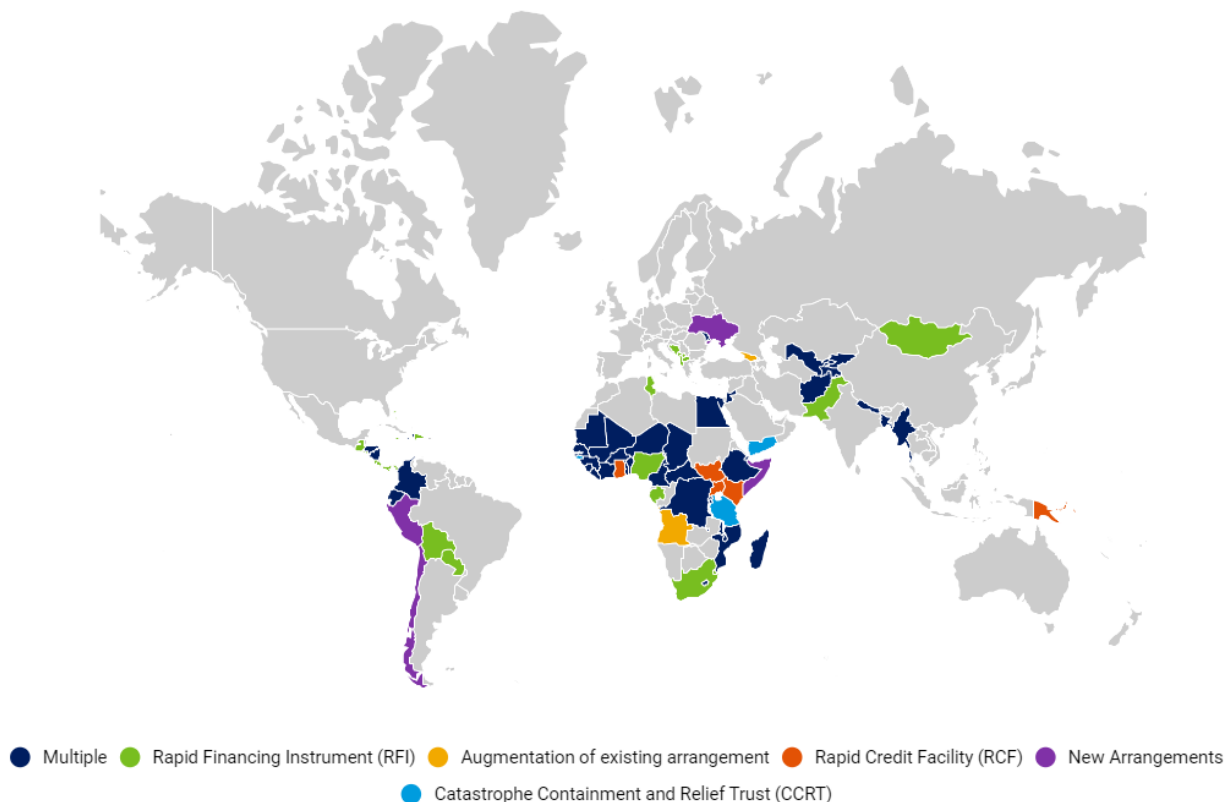 Multiple Rapid Financing Instrument (RFI) Augmentation of existing arrangement Rapid Credit Facility (RCF) New Arrangements
Catastrophe Containment and Relief Trust (CCRT)